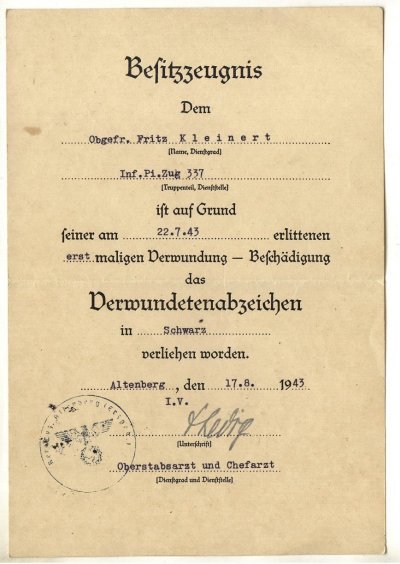 Besitzzeugnis
Dem
Obgefr. Fritz Kleinert
(Name, Dienstgrad)
Inf.Pi.Zug 337
(Truppenteil, Dienststelle)
ist auf Grund
seiner am 22.7.43 erlittenen
erst maligen Verwundung – Beschädigung
das
Verwundetenabzeichen
in Schwarz
verliehen worden.
Altenberg, den 17.8. 1943
I.V.
(Unterschrift)
Oberstabsarzt und Chefarzt
(Dienstgrad und Dienststelle)